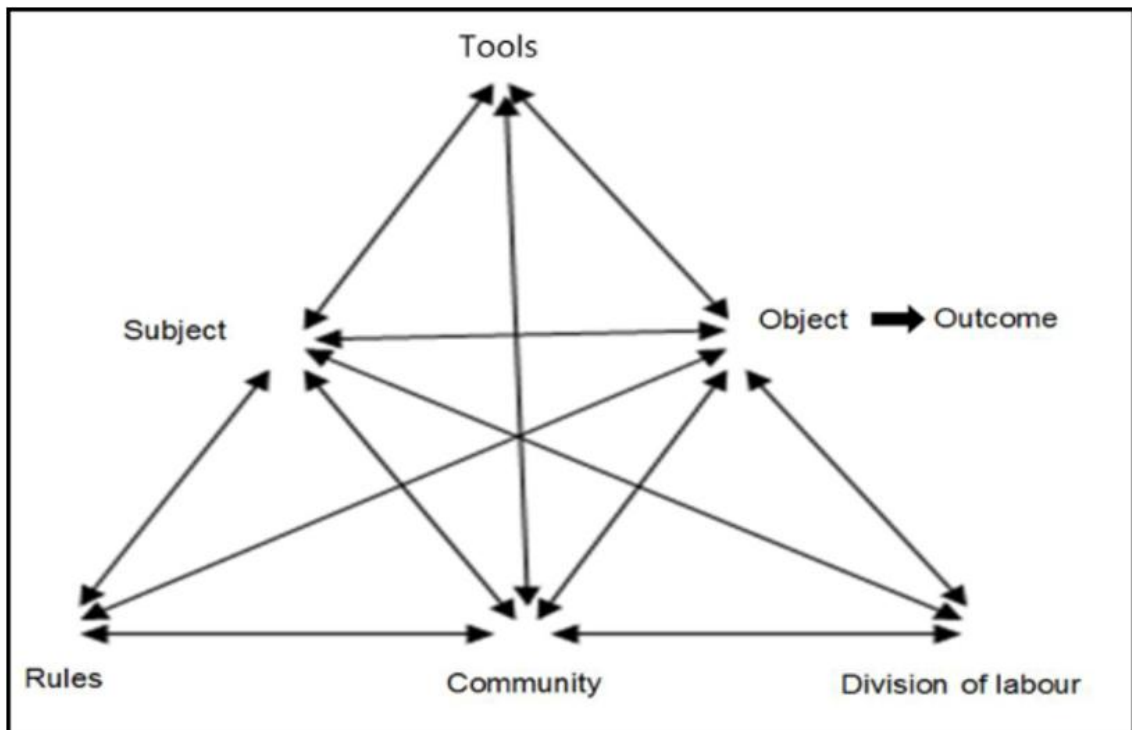 Tools
Subject
Object
Outcome
Rules
Community
Division of labour